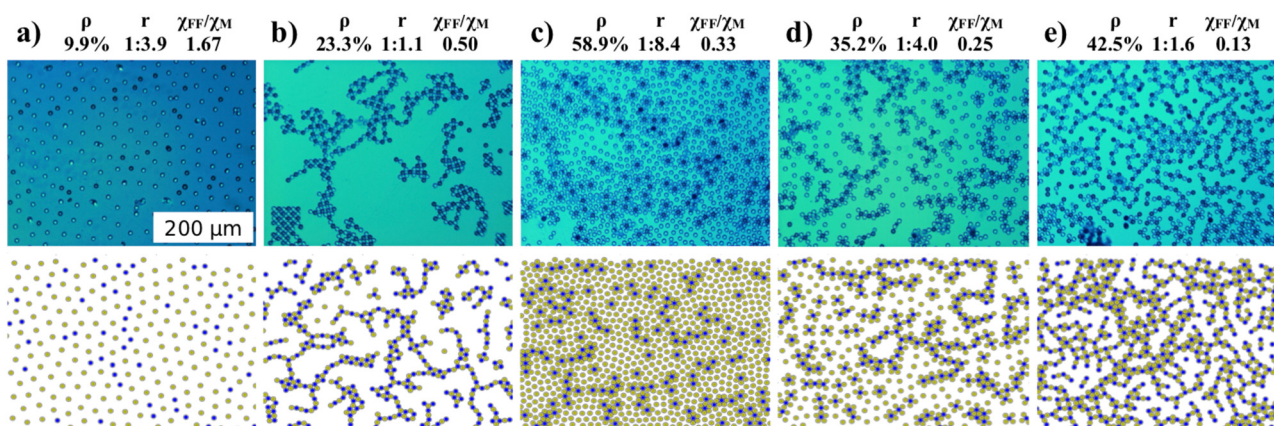 a) ρ r χFF/χM
9.9% 1:3.9 1.67
b) ρ r χFF/χM
23.3% 1:1.1 0.50
c) ρ r χFF/χM
58.9% 1:8.4 0.33
d) ρ r χFF/χM
35.2% 1:4.0 0.25
e) ρ r χFF/χM
42.5% 1:1.6 0.13
200 μm